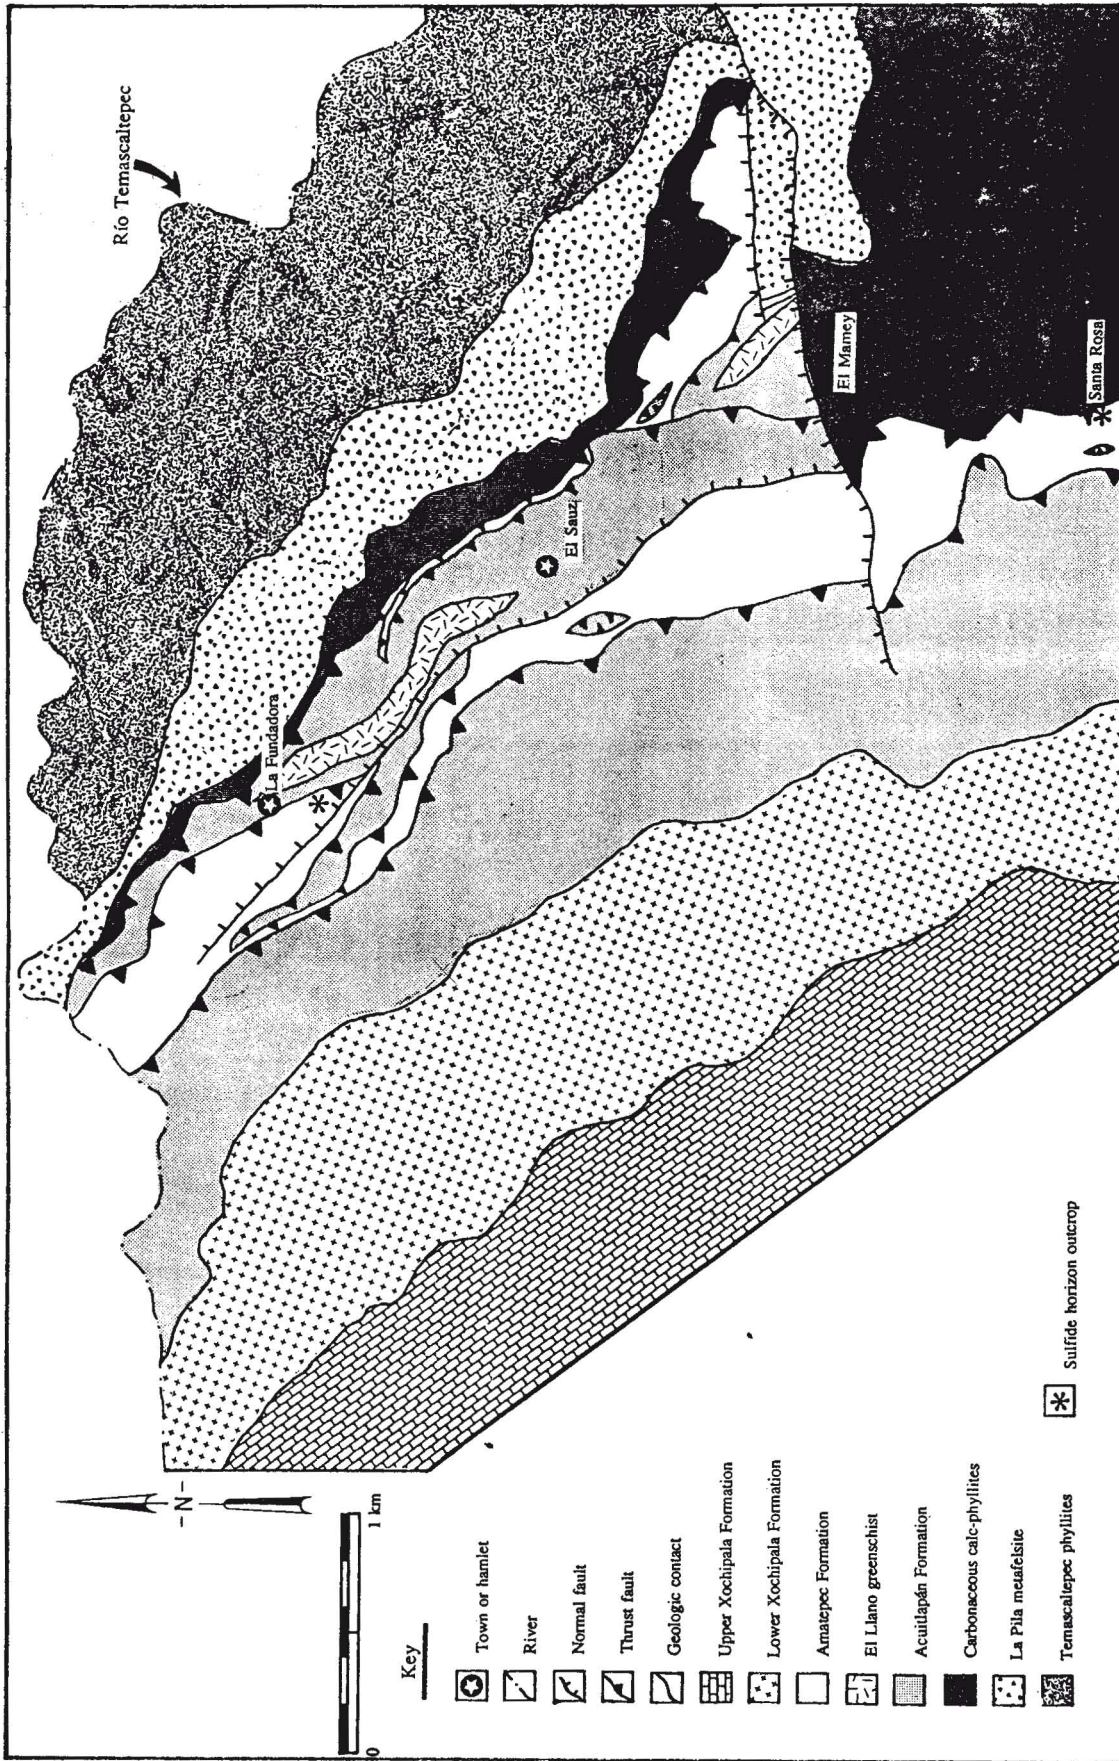 Río Temascaltepec
La Fundadora
El Sauz
El Mamey
Santa Rosa
-N-
0
1 km
Key
Town or hamlet
River
Normal fault
Thrust fault
Geologic contact
Upper Xochipala Formation
Lower Xochipala Formation
Amatepec Formation
El Llano greenschist
Acuitlapán Formation
Carbonaceous calc-phyllites
La Pila metafelsite
Temascaltepec phyllites
Sulfide horizon outcrop